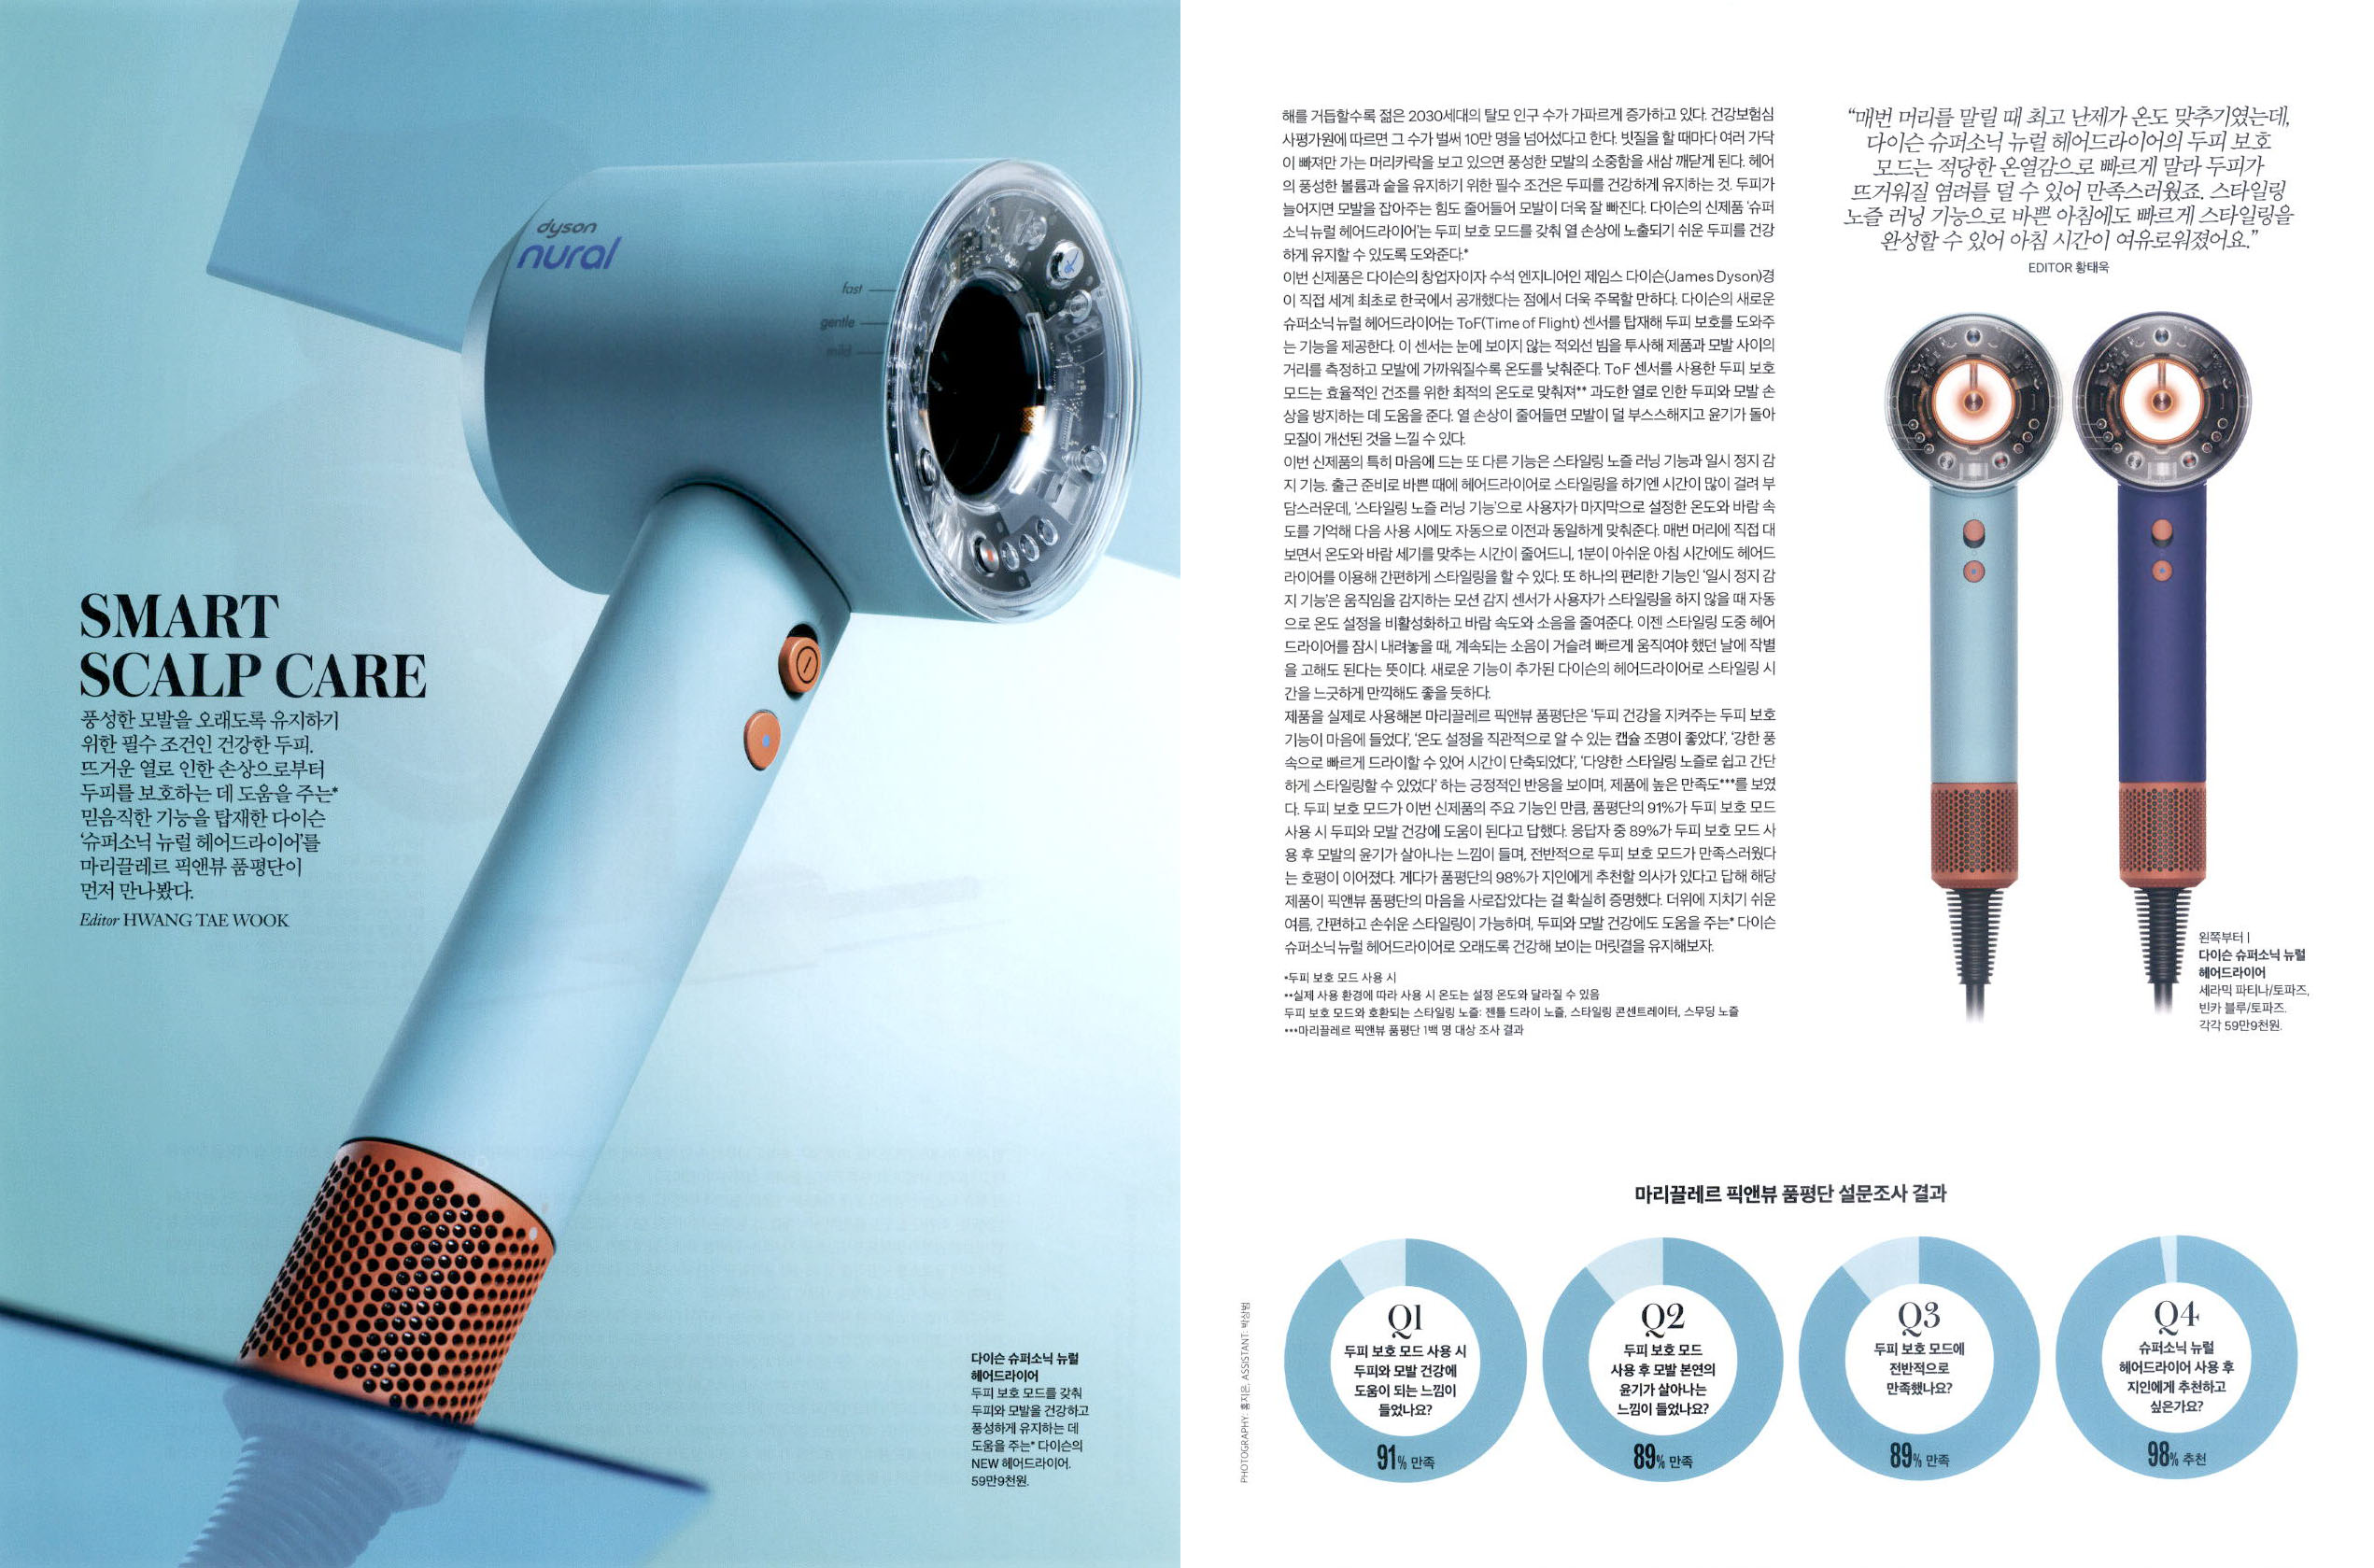 dyson
nural
fast
gentle
mild
SMART
SCALP CARE
풍성한 모발을 오래도록 유지하기
위한 필수 조건인 건강한 두피.
뜨거운 열로 인한 손상으로부터
두피를 보호하는 데 도움을 주는*
믿음직한 기능을 탑재한 다이슨
‘슈퍼소닉 뉴럴 헤어드라이어’를
마리끌레르 픽앤뷰 품평단이
먼저 만나봤다.
Editor HWANG TAE WOOK
다이슨 슈퍼소닉 뉴럴
헤어드라이어
두피 보호 모드를 갖춰
두피와 모발을 건강하고
풍성하게 유지하는 데
도움을 주는* 다이슨의
NEW 헤어드라이어.
59만9천원.
해를 거듭할수록 젊은 2030세대의 탈모 인구 수가 가파르게 증가하고 있다. 건강보험심
사평가원에 따르면 그 수가 벌써 10만 명을 넘어섰다고 한다. 빗질을 할 때마다 여러 가닥
이 빠져만 가는 머리카락을 보고 있으면 풍성한 모발의 소중함을 새삼 깨닫게 된다. 헤어
의 풍성한 볼륨과 숱을 유지하기 위한 필수 조건은 두피를 건강하게 유지하는 것. 두피가
늘어지면 모발을 잡아주는 힘도 줄어들어 모발이 더욱 잘 빠진다. 다이슨의 신제품 ‘슈퍼
소닉 뉴럴 헤어드라이어’는 두피 보호 모드를 갖춰 열 손상에 노출되기 쉬운 두피를 건강
하게 유지할 수 있도록 도와준다.*
이번 신제품은 다이슨의 창업자이자 수석 엔지니어인 제임스 다이슨(James Dyson)경
이 직접 세계 최초로 한국에서 공개했다는 점에서 더욱 주목할 만하다. 다이슨의 새로운
슈퍼소닉 뉴럴 헤어드라이어는 ToF(Time of Flight) 센서를 탑재해 두피 보호를 도와주
는 기능을 제공한다. 이 센서는 눈에 보이지 않는 적외선 빔을 투사해 제품과 모발 사이의
거리를 측정하고 모발에 가까워질수록 온도를 낮춰준다. ToF 센서를 사용한 두피 보호
모드는 효율적인 건조를 위한 최적의 온도로 맞춰져** 과도한 열로 인한 두피와 모발 손
상을 방지하는 데 도움을 준다. 열 손상이 줄어들면 모발이 덜 부스스해지고 윤기가 돌아
모질이 개선된 것을 느낄 수 있다.
이번 신제품의 특히 마음에 드는 또 다른 기능은 스타일링 노즐 러닝 기능과 일시 정지 감
지 기능. 출근 준비로 바쁜 때에 헤어드라이어로 스타일링을 하기엔 시간이 많이 걸려 부
담스러운데, ‘스타일링 노즐 러닝 기능’으로 사용자가 마지막으로 설정한 온도와 바람 속
도를 기억해 다음 사용 시에도 자동으로 이전과 동일하게 맞춰준다. 매번 머리에 직접 대
보면서 온도와 바람 세기를 맞추는 시간이 줄어드니, 1분이 아쉬운 아침 시간에도 헤어드
라이어를 이용해 간편하게 스타일링을 할 수 있다. 또 하나의 편리한 기능인 ‘일시 정지 감
지 기능’은 움직임을 감지하는 모션 감지 센서가 사용자가 스타일링을 하지 않을 때 자동
으로 온도 설정을 비활성화하고 바람 속도와 소음을 줄여준다. 이젠 스타일링 도중 헤어
드라이어를 잠시 내려놓을 때, 계속되는 소음이 거슬려 빠르게 움직여야 했던 날에 작별
을 고해도 된다는 뜻이다. 새로운 기능이 추가된 다이슨의 헤어드라이어로 스타일링 시
간을 느긋하게 만끽해도 좋을 듯하다.
제품을 실제로 사용해본 마리끌레르 픽앤뷰 품평단은 ‘두피 건강을 지켜주는 두피 보호
기능이 마음에 들었다’, ‘온도 설정을 직관적으로 알 수 있는 캡슐 조명이 좋았다’, ‘강한 풍
속으로 빠르게 드라이할 수 있어 시간이 단축되었다’, ‘다양한 스타일링 노즐로 쉽고 간단
하게 스타일링할 수 있었다’ 하는 긍정적인 반응을 보이며, 제품에 높은 만족도***를 보였
다. 두피 보호 모드가 이번 신제품의 주요 기능인 만큼, 품평단의 91%가 두피 보호 모드
사용 시 두피와 모발 건강에 도움이 된다고 답했다. 응답자 중 89%가 두피 보호 모드 사
용 후 모발의 윤기가 살아나는 느낌이 들며, 전반적으로 두피 보호 모드가 만족스러웠다
는 호평이 이어졌다. 게다가 품평단의 98%가 지인에게 추천할 의사가 있다고 답해 해당
제품이 픽앤뷰 품평단의 마음을 사로잡았다는 걸 확실히 증명했다. 더위에 지치기 쉬운
여름, 간편하고 손쉬운 스타일링이 가능하며, 두피와 모발 건강에도 도움을 주는* 다이슨
슈퍼소닉 뉴럴 헤어드라이어로 오래도록 건강해 보이는 머릿결을 유지해보자.
*두피 보호 모드 사용 시
**실제 사용 환경에 따라 사용 시 온도는 설정 온도와 달라질 수 있음
두피 보호 모드와 호환되는 스타일링 노즐: 젠틀 드라이 노즐, 스타일링 콘센트레이터, 스무딩 노즐
***마리끌레르 픽앤뷰 품평단 1백 명 대상 조사 결과
“매번 머리를 말릴 때 최고 난제가 온도 맞추기였는데,
다이슨 슈퍼소닉 뉴럴 헤어드라이어의 두피 보호
모드는 적당한 온열감으로 빠르게 말라 두피가
뜨거워질 염려를 덜 수 있어 만족스러웠죠. 스타일링
노즐 러닝 기능으로 바쁜 아침에도 빠르게 스타일링을
완성할 수 있어 아침 시간이 여유로워졌어요.”
EDITOR 황태욱
왼쪽부터 |
다이슨 슈퍼소닉 뉴럴
헤어드라이어
세라믹 파티나/토파즈,
빈카 블루/토파즈.
각각 59만9천원.
마리끌레르 픽앤뷰 품평단 설문조사 결과
Q1
두피 보호 모드 사용 시
두피와 모발 건강에
도움이 되는 느낌이
들었나요?
91% 만족
Q2
두피 보호 모드
사용 후 모발 본연의
윤기가 살아나는
느낌이 들었나요?
89% 만족
Q3
두피 보호 모드에
전반적으로
만족했나요?
89% 만족
Q4
슈퍼소닉 뉴럴
헤어드라이어 사용 후
지인에게 추천하고
싶은가요?
98% 추천
PHOTOGRAPHY: 홍지은, ASSISTANT: 박상범